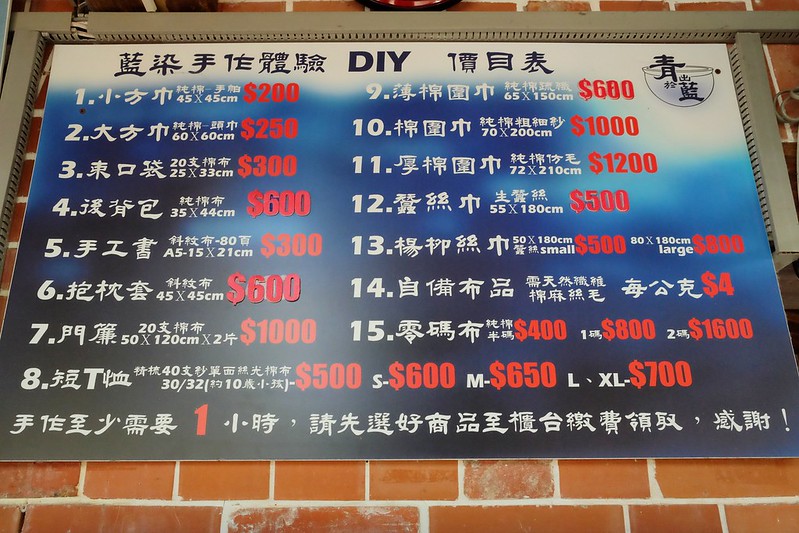 藍染手作體驗 DIY 價目表
青出於藍
1.小方巾 純棉-手帕 45X45cm $200
2.大方巾 純棉-頭巾 60X60cm $250
3.束口袋 20支棉布 25X33cm $300
4.後背包 純棉布 35X44cm $600
5.手工書 斜紋布-80頁 A5-15X21cm $300
6.抱枕套 斜紋布 45X45cm $600
7.門簾 20支棉布 50X120cmX2片 $1000
8.短T恤 精梳40支紗單面絲光棉布 30/32(約10歲小孩)-$500 S-$600 M-$650 L、XL-$700
9.薄棉圍巾 純棉疏織 65X150cm $600
10.棉圍巾 純棉粗細紗 70X200cm $1000
11.厚棉圍巾 純棉仿毛 72X210cm $1200
12.蠶絲巾 生蠶絲 55X180cm $500
13.楊柳絲巾 50X180cm 蠶絲small $500 80X180cm large $800
14.自備布品 需天然纖維 棉麻絲毛 每公克$4
15.零碼布 純棉 半碼$400 1碼$800 2碼$1600
手作至少需要 1 小時，請先選好商品至櫃台繳費領取，感謝！